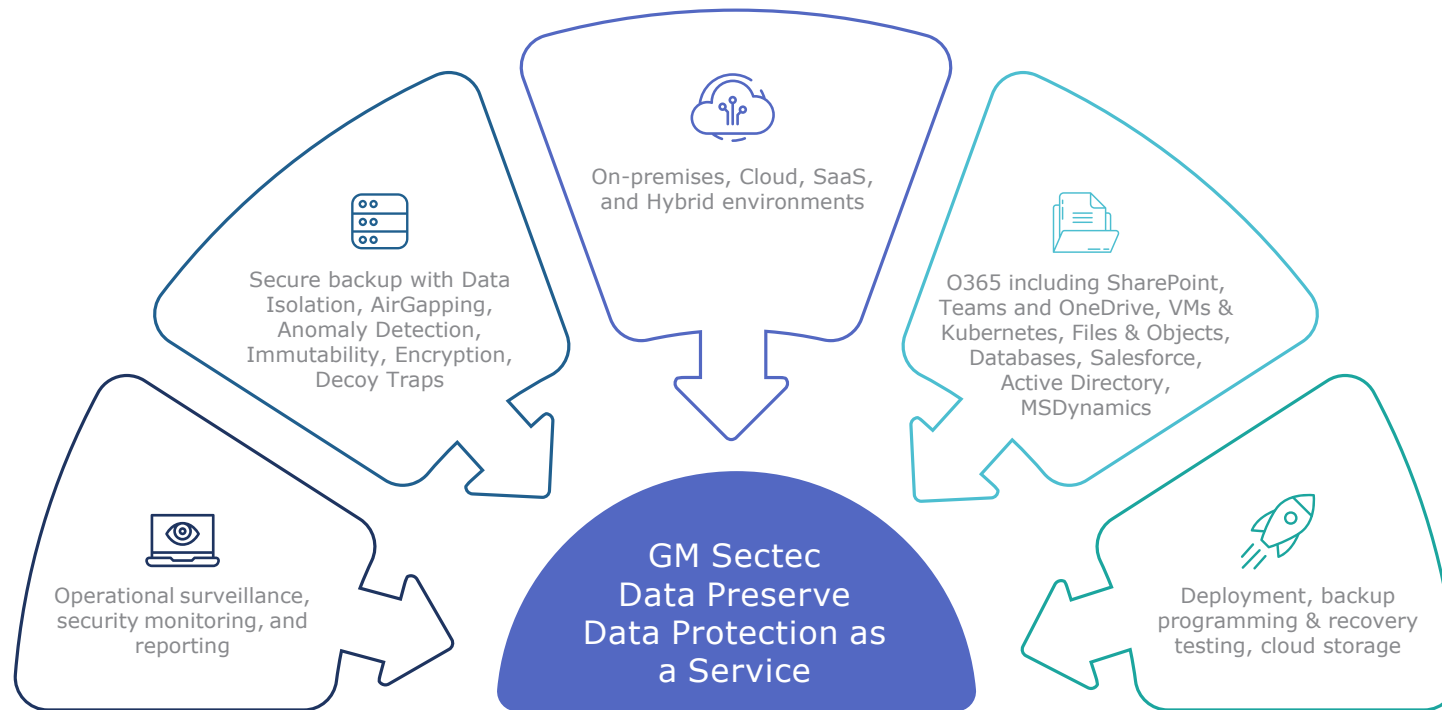 On-premises, Cloud, SaaS,
and Hybrid environments
Secure backup with Data
Isolation, AirGapping,
Anomaly Detection,
Immutability, Encryption,
Decoy Traps
O365 including SharePoint,
Teams and OneDrive, VMs &
Kubernetes, Files & Objects,
Databases, Salesforce,
Active Directory,
MSDynamics
Operational surveillance,
security monitoring, and
reporting
GM Sectec
Data Preserve
Data Protection as
a Service
Deployment, backup
programming & recovery
testing, cloud storage